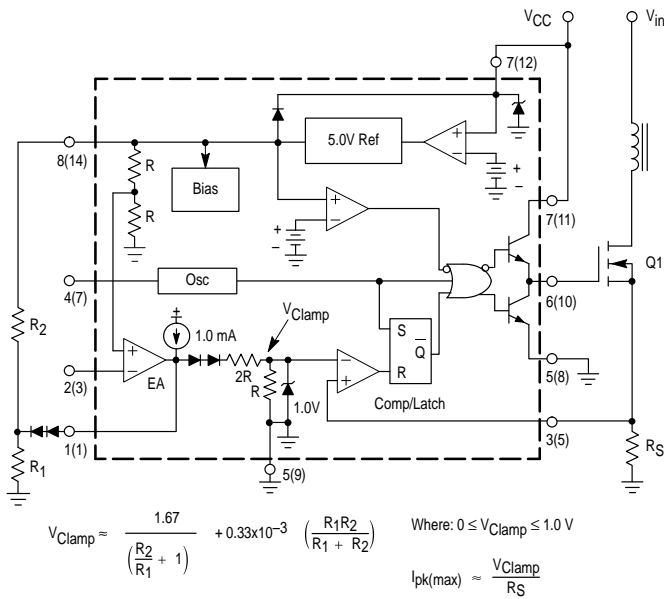 VCC
Vin
7(12)
8(14)
R
5.0V Ref
+
−
Bias
R
+
−
+
−
+
−
7(11)
Q1
4(7)
Osc
6(10)
R2
1.0 mA
VClamp
S
Q
R
2(3)
+
−
EA
2R
R
1.0V
−
+
Comp/Latch
5(8)
1(1)
3(5)
R1
5(9)
RS
VClamp ≈ 1.67 / (R2/R1 + 1) + 0.33x10−3 (R1R2 / R1 + R2)
Where: 0 ≤ VClamp ≤ 1.0 V
Ipk(max) ≈ VClamp / RS